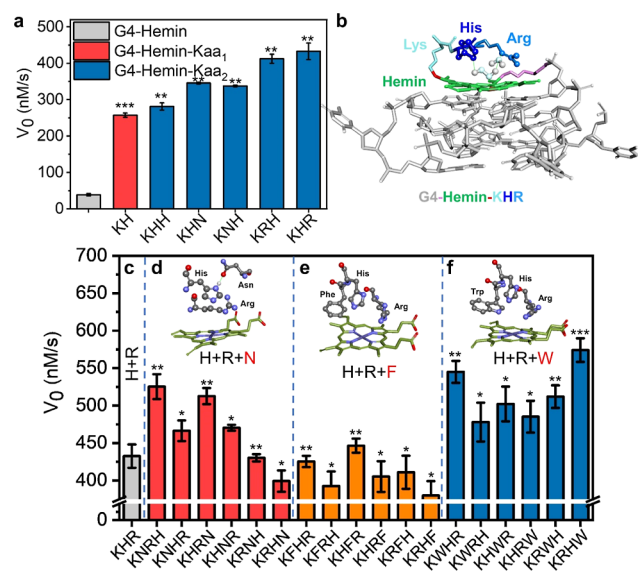 a
G4-Hemin
G4-Hemin-Kaa1
G4-Hemin-Kaa2
V0 (nM/s)
500
400
300
200
100
0
***
**
**
**
**
**
KH
KHH
KHN
KNH
KRH
KHR
b
His
Lys
Arg
Hemin
G4-Hemin-KHR
V0 (nM/s)
700
650
600
550
500
450
400
0
c
H+R
d
His
Asn
Arg
H+R+N
** * ** * ** *
e
His
Phe
Arg
H+R+F
** * ** * * *
f
His
Trp
Arg
H+R+W
** * * * ** ***
KHR
KNRH
KNHR
KHRN
KHNR
KRNH
KRHN
KFHR
KFRH
KHFR
KHRF
KRFH
KRHF
KWHR
KWRH
KHWR
KHRW
KRWH
KRHW